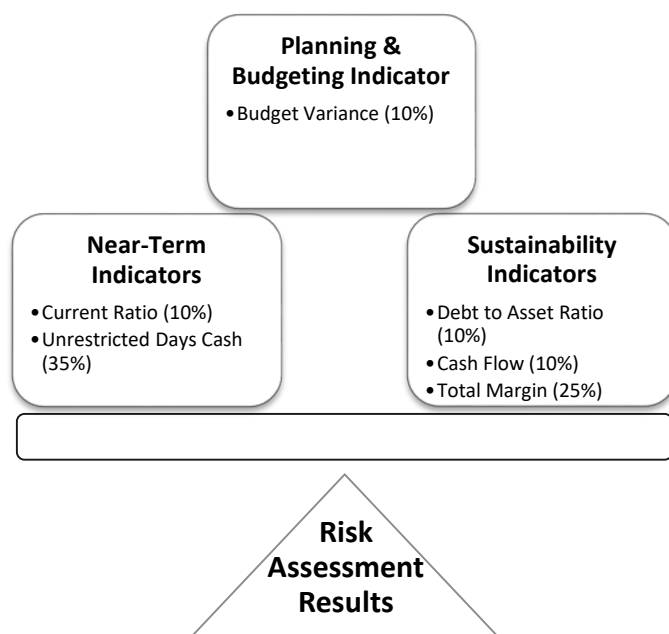 Planning &
Budgeting Indicator
•Budget Variance (10%)
Near-Term
Indicators
•Current Ratio (10%)
•Unrestricted Days Cash
(35%)
Sustainability
Indicators
•Debt to Asset Ratio
(10%)
•Cash Flow (10%)
•Total Margin (25%)
Risk
Assessment
Results